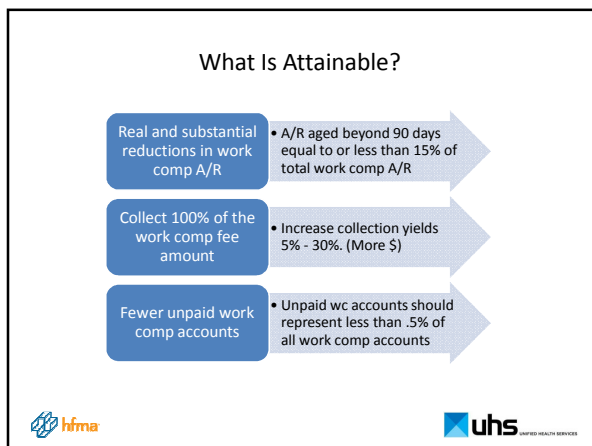 What Is Attainable?
Real and substantial
reductions in work
comp A/R
• A/R aged beyond 90 days
equal to or less than 15% of
total work comp A/R
Collect 100% of the
work comp fee
amount
• Increase collection yields
5% - 30%. (More $)
Fewer unpaid work
comp accounts
• Unpaid wc accounts should
represent less than .5% of
all work comp accounts
hfma
uhs UNIFIED HEALTH SERVICES